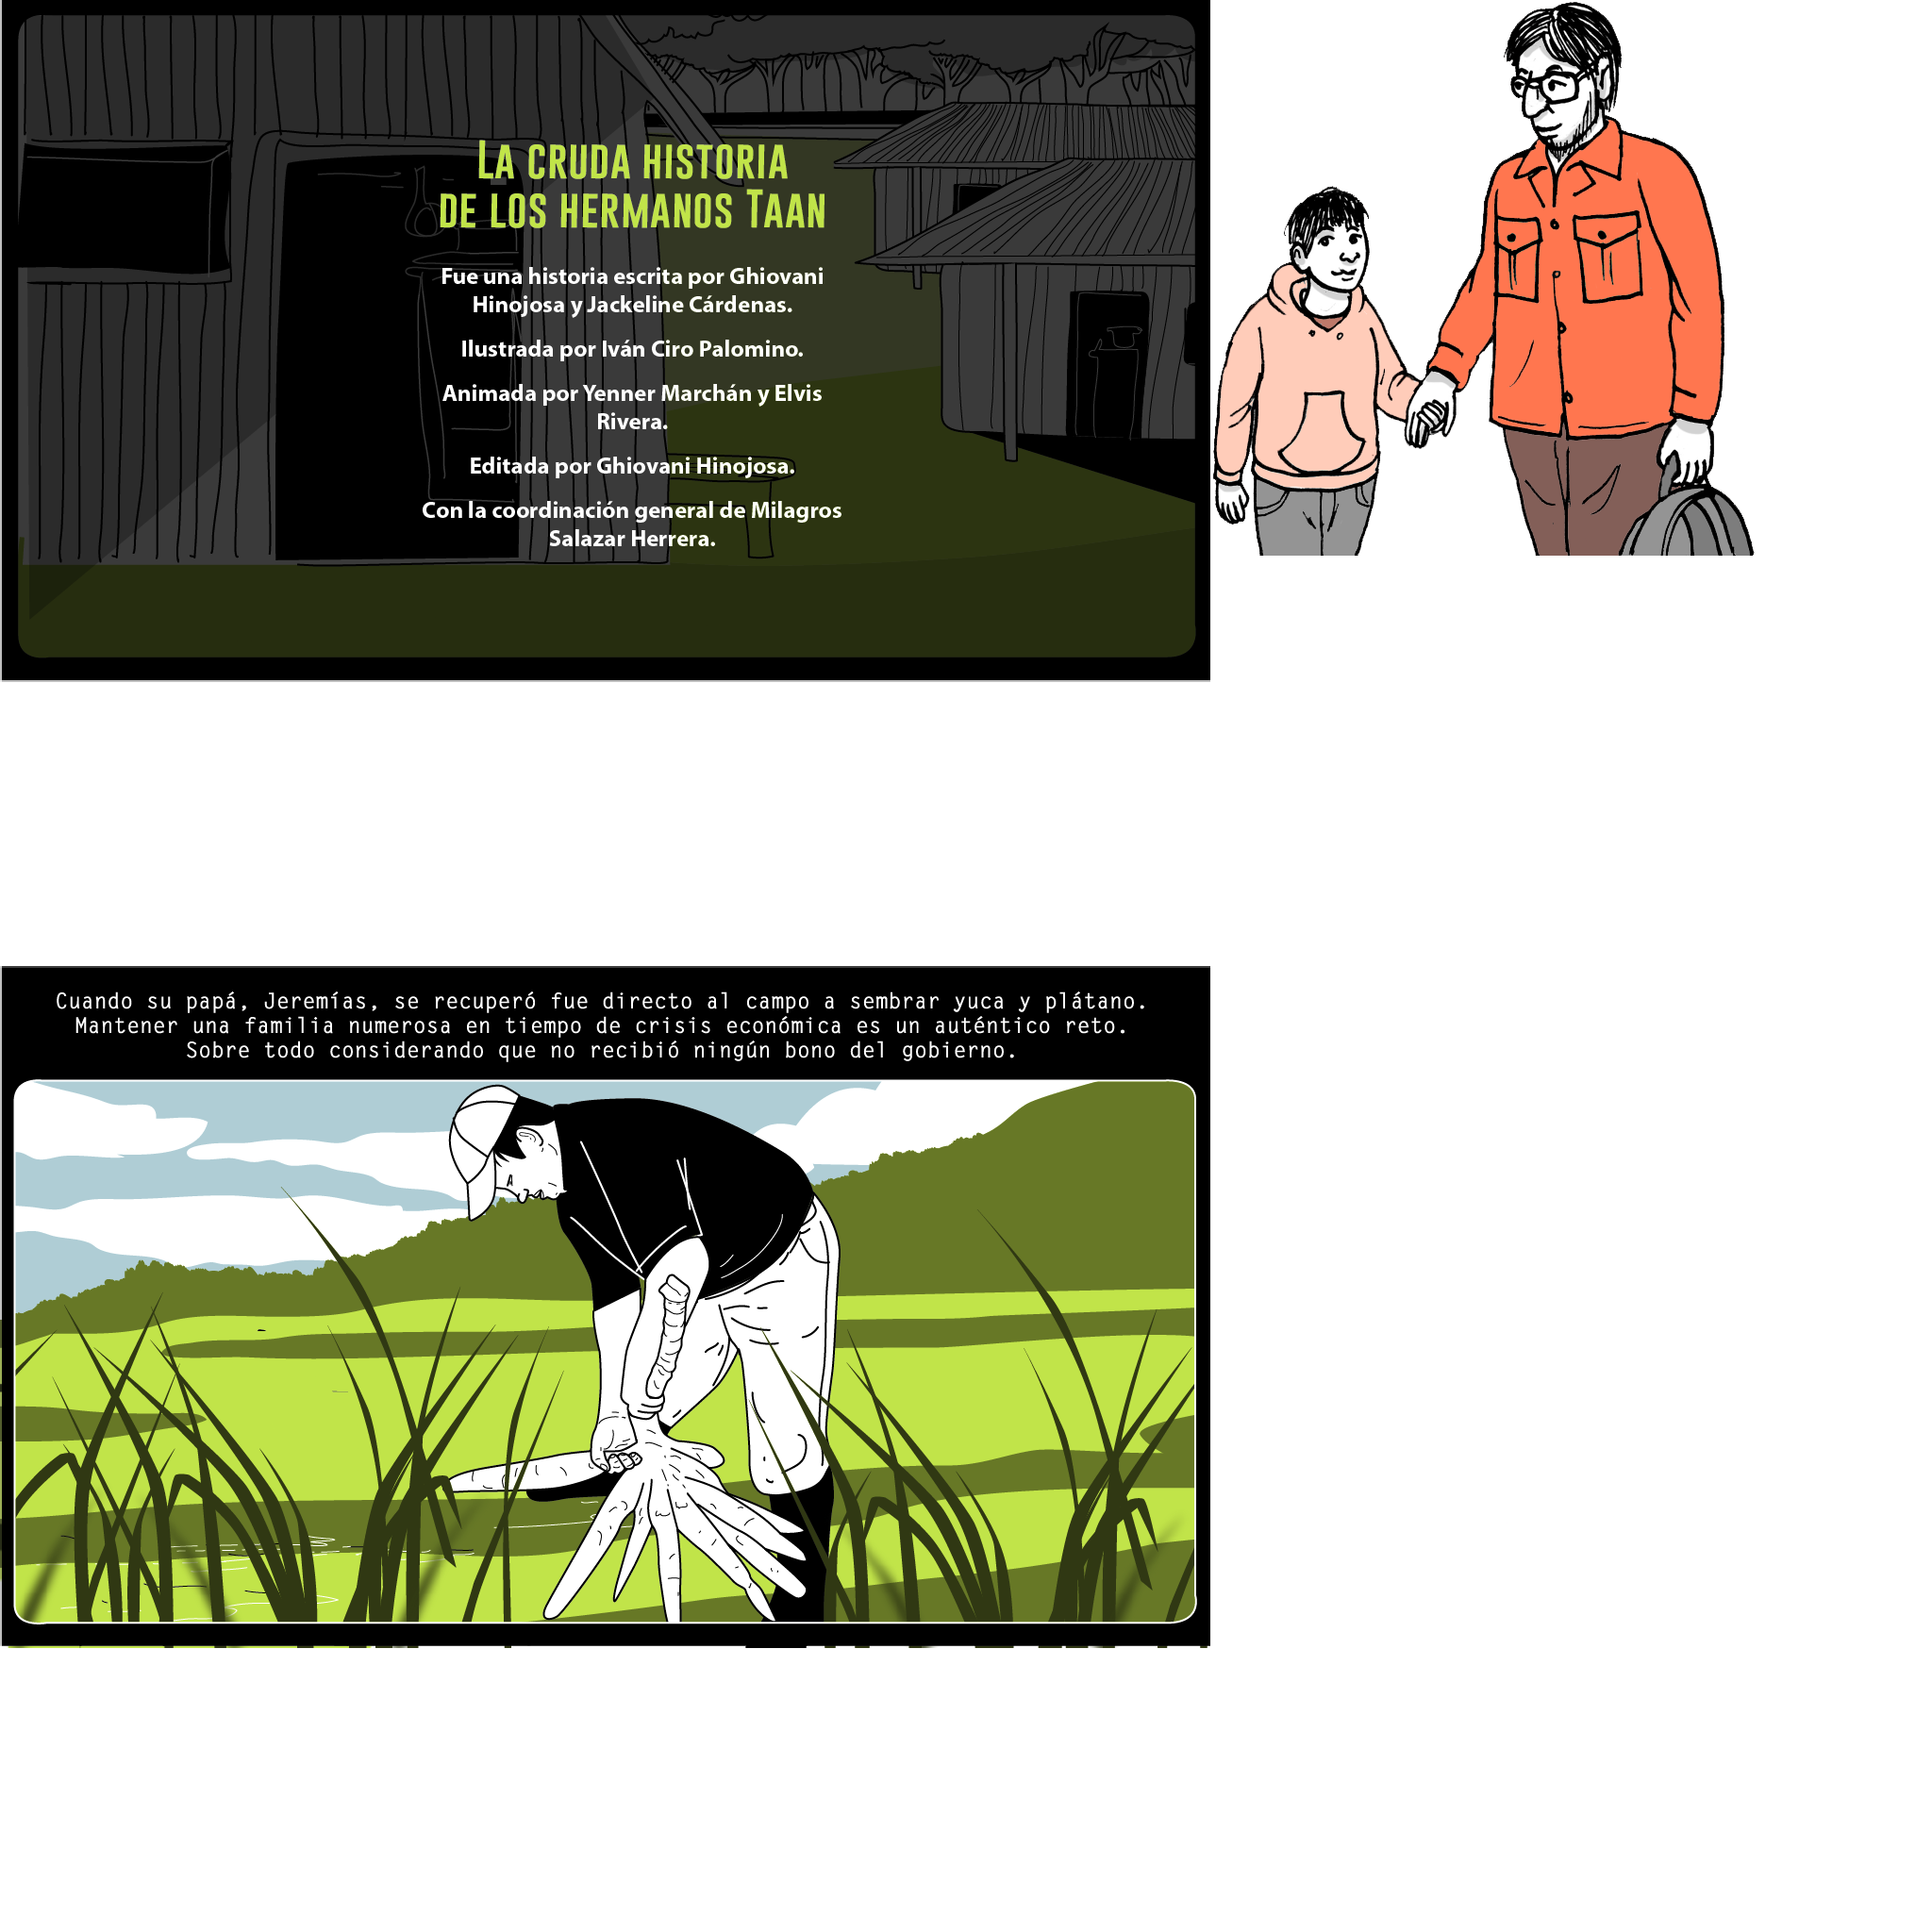 La cruda historia
de los hermanos Taan
Fue una historia escrita por Ghiovani
Hinojosa y Jackeline Cárdenas.
Ilustrada por Iván Ciro Palomino.
Animada por Yenner Marchán y Elvis
Rivera.
Editada por Ghiovani Hinojosa.
Con la coordinación general de Milagros
Salazar Herrera.
Cuando su papá, Jeremías, se recuperó fue directo al campo a sembrar yuca y plátano.
Mantener una familia numerosa en tiempo de crisis económica es un auténtico reto.
Sobre todo considerando que no recibió ningún bono del gobierno.